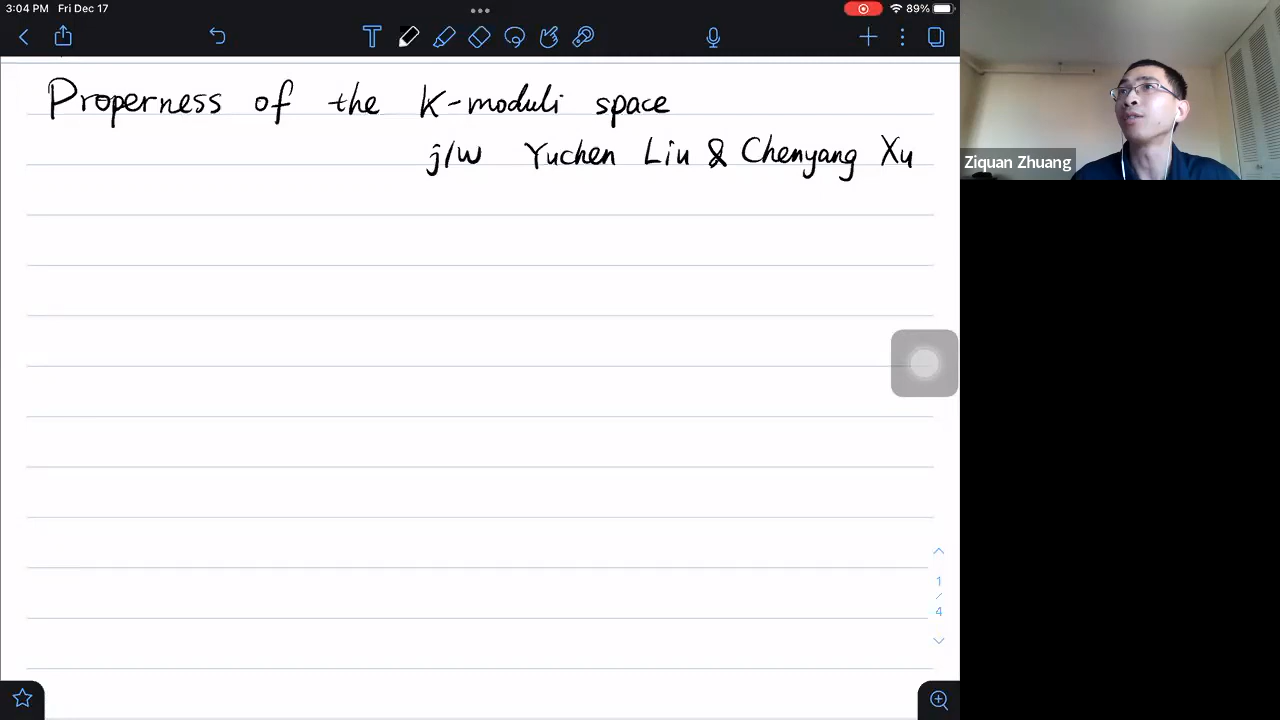 3:04 PM Fri Dec 17
89%
T
Properness of the K-moduli space
j/w Yuchen Liu & Chenyang Xu
Ziquan Zhuang
1
/
4